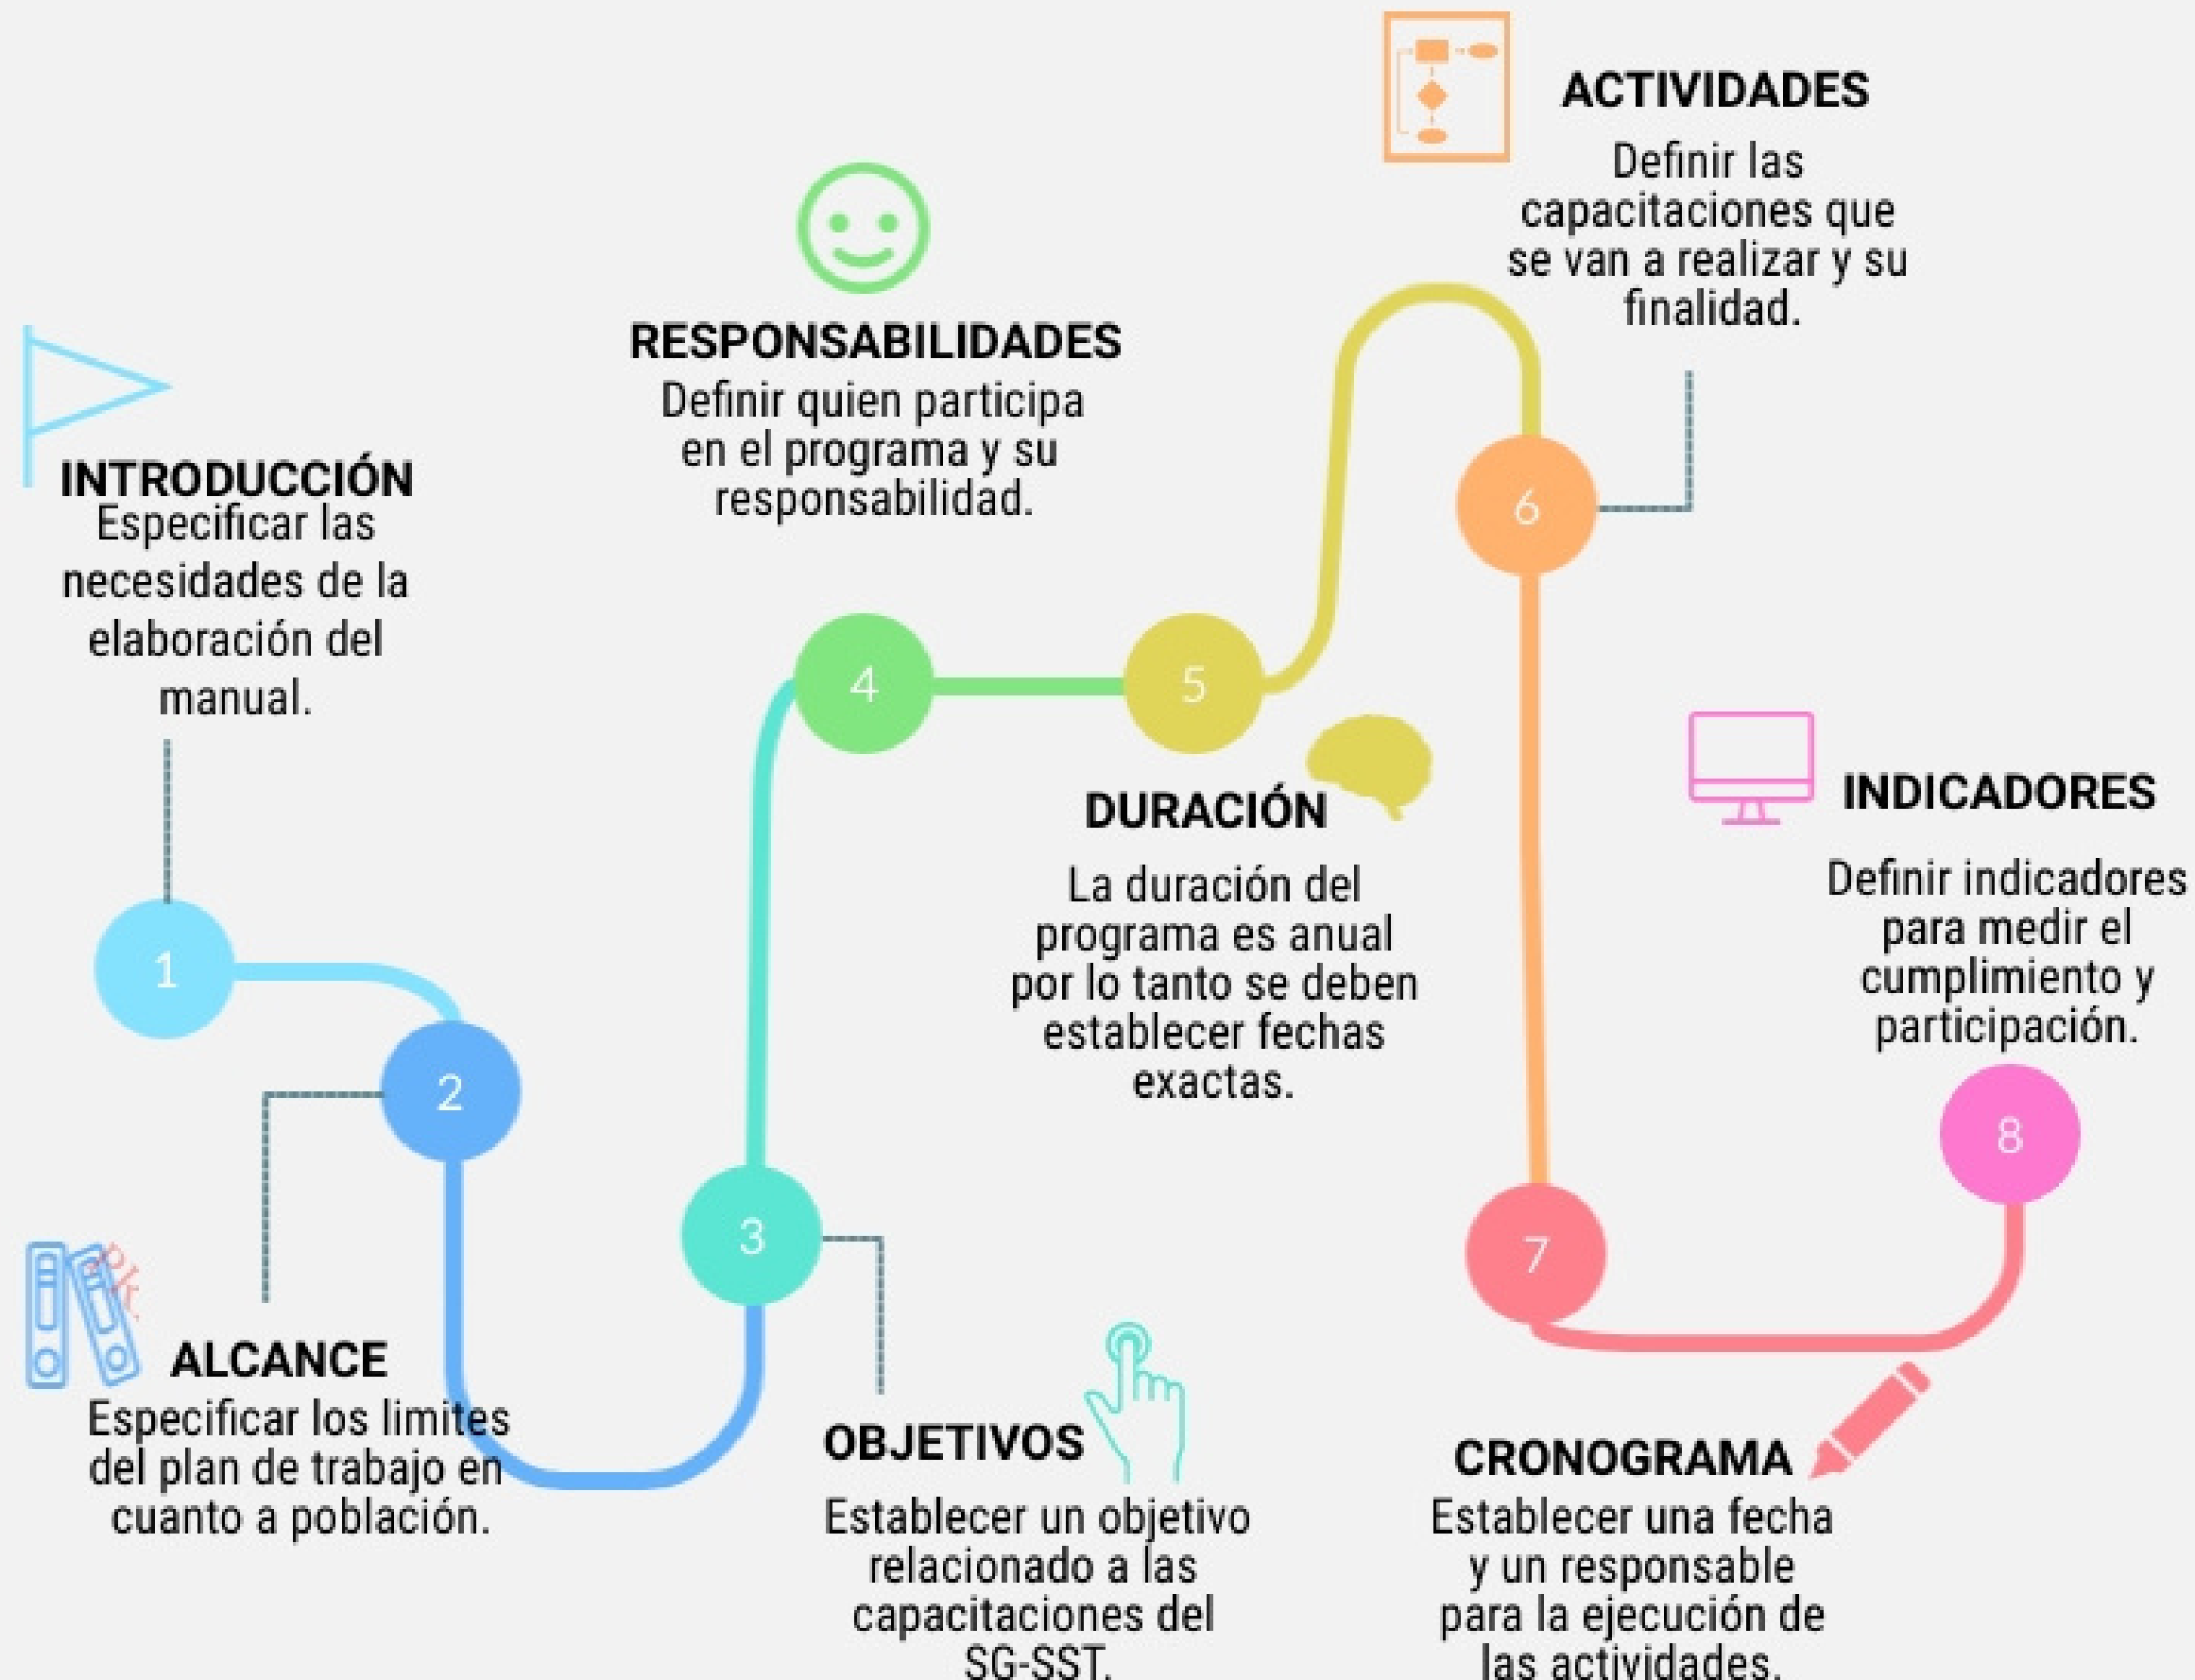 INTRODUCCIÓN
Especificar las
necesidades de la
elaboración del
manual.
1
2
ALCANCE
Especificar los limites
del plan de trabajo en
cuanto a población.
3
OBJETIVOS
Establecer un objetivo
relacionado a las
capacitaciones del
SG-SST.
RESPONSABILIDADES
Definir quien participa
en el programa y su
responsabilidad.
4
5
DURACIÓN
La duración del
programa es anual
por lo tanto se deben
establecer fechas
exactas.
ACTIVIDADES
Definir las
capacitaciones que
se van a realizar y su
finalidad.
6
7
CRONOGRAMA
Establecer una fecha
y un responsable
para la ejecución de
las actividades.
INDICADORES
Definir indicadores
para medir el
cumplimiento y
participación.
8